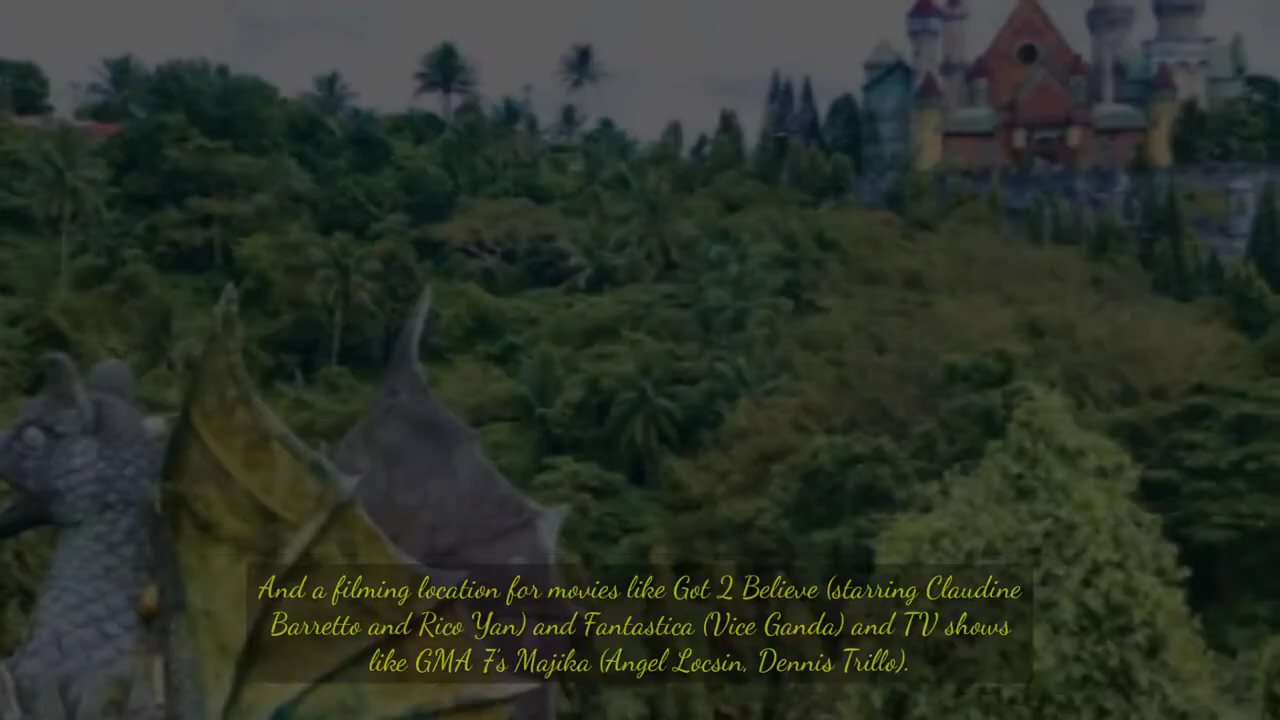 And a filming location for movies like Got 2 Believe (starring Claudine
Barretto and Rico Yan) and Fantastica (Vice Ganda) and TV shows
like GMA 7's Majika (Angel Locsin, Dennis Trillo).